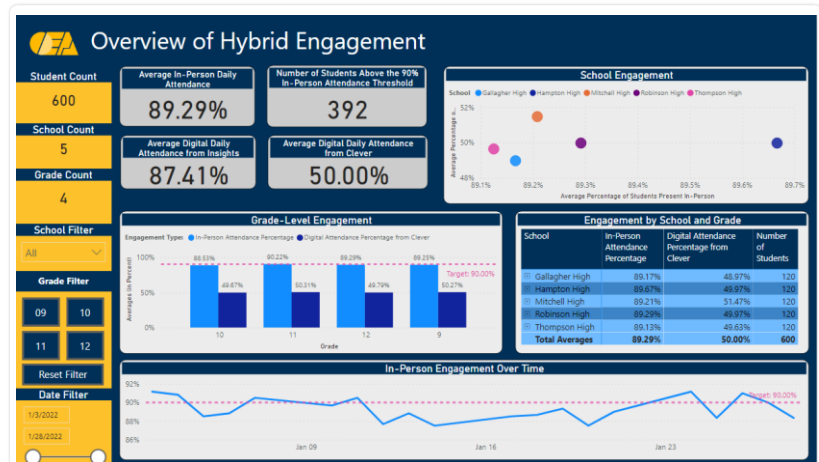 OEA Overview of Hybrid Engagement
Student Count
600
School Count
5
Grade Count
4
School Filter
All
Grade Filter
09 10
11 12
Reset Filter
Date Filter
1/3/2022
1/28/2022
Average In-Person Daily
Attendance
89.29%
Number of Students Above the 90%
In-Person Attendance Threshold
392
Average Digital Daily
Attendance from Insights
87.41%
Average Digital Daily Attendance
from Clever
50.00%
School Engagement
School Gallagher High Hampton High Mitchell High Robinson High Thompson High
Average Percentage o...
52%
50%
48%
89.1% 89.2% 89.3% 89.4% 89.5% 89.6% 89.7%
Average Percentage of Students Present In-Person
Grade-Level Engagement
Engagement Type: In-Person Attendance Percentage Digital Attendance Percentage from Clever
Averages (in Percent)
100%
50%
0%
88.53% 90.22% 89.29% 89.25%
Target: 90.00%
49.67% 50.31% 49.79% 50.27%
10 11 12 9
Grade
Engagement by School and Grade
School In-Person Attendance Percentage Digital Attendance Percentage from Clever Number of Students
Gallagher High 89.17% 48.97% 120
Hampton High 89.67% 49.97% 120
Mitchell High 89.21% 51.47% 120
Robinson High 89.29% 49.97% 120
Thompson High 89.13% 49.63% 120
Total Averages 89.29% 50.00% 600
In-Person Engagement Over Time
92%
90%
88%
86%
Target: 90.00%
Jan 09 Jan 16 Jan 23